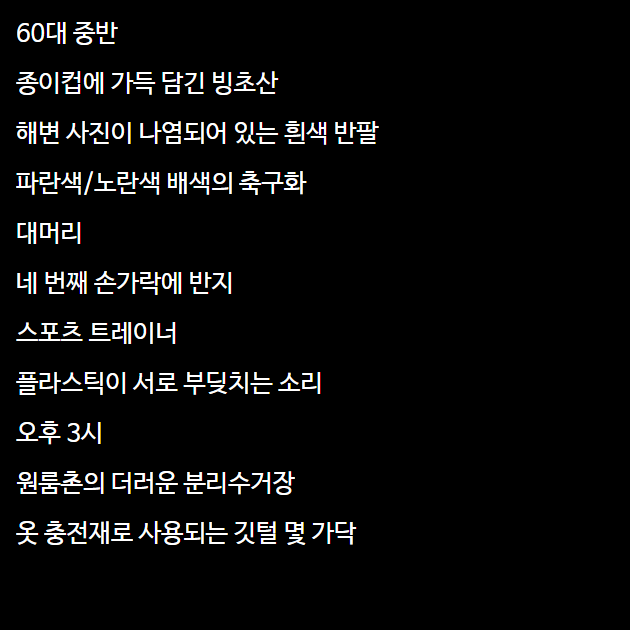 60대 중반
종이컵에 가득 담긴 빙초산
해변 사진이 나염되어 있는 흰색 반팔
파란색/노란색 배색의 축구화
대머리
네 번째 손가락에 반지
스포츠 트레이너
플라스틱이 서로 부딪치는 소리
오후 3시
원룸촌의 더러운 분리수거장
옷 충전재로 사용되는 깃털 몇 가닥